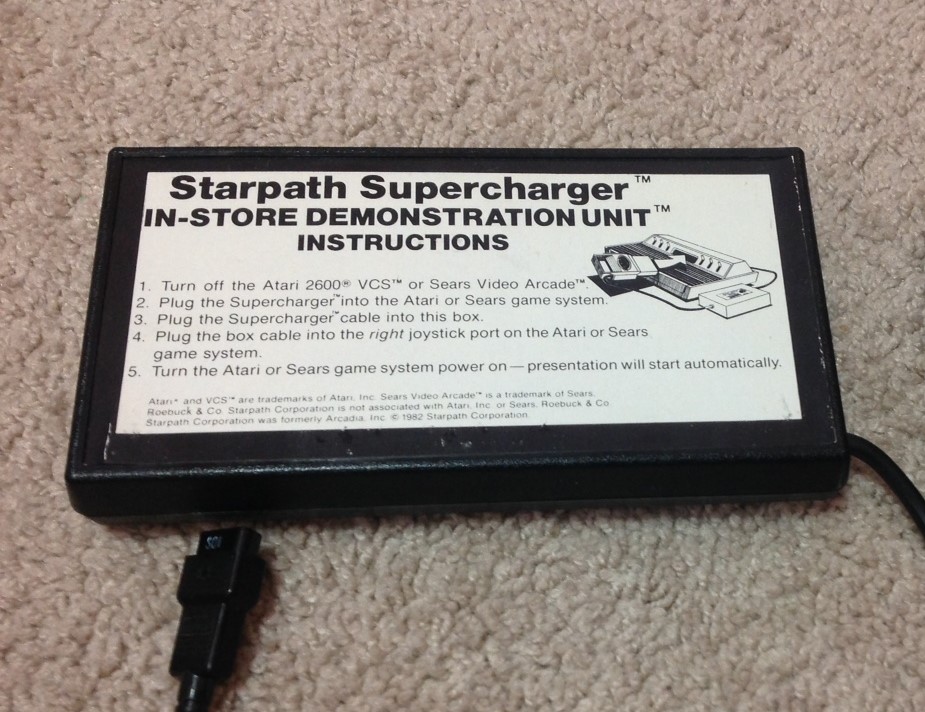 Starpath Supercharger™
IN-STORE DEMONSTRATION UNIT™
INSTRUCTIONS
1. Turn off the Atari 2600® VCS™ or Sears Video Arcade™.
2. Plug the Supercharger™ into the Atari or Sears game system.
3. Plug the Supercharger™ cable into this box.
4. Plug the box cable into the right joystick port on the Atari or Sears
game system.
5. Turn the Atari or Sears game system power on — presentation will start automatically.
Atari® and VCS™ are trademarks of Atari, Inc. Sears Video Arcade™ is a trademark of Sears,
Roebuck & Co. Starpath Corporation is not associated with Atari, Inc. or Sears, Roebuck & Co.
Starpath Corporation was formerly Arcadia, Inc. © 1982 Starpath Corporation.